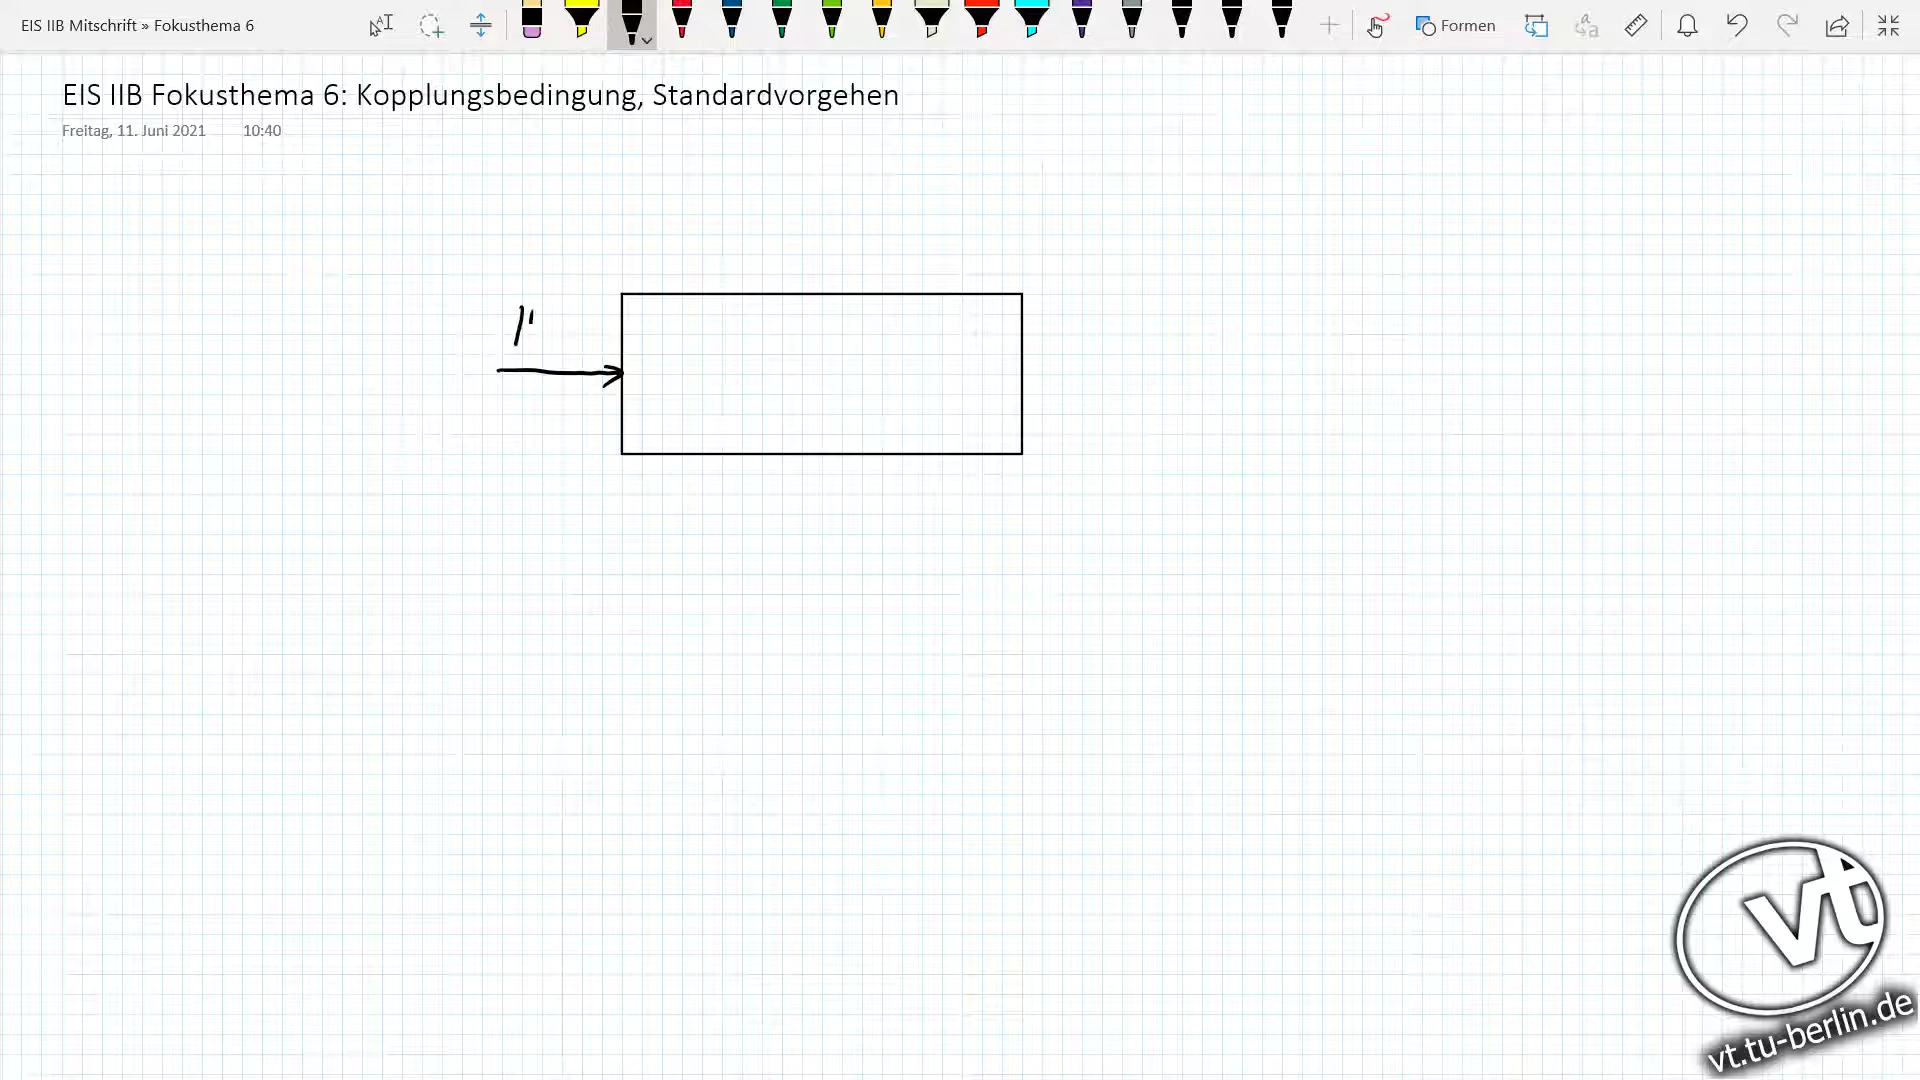 EIS IIB Mitschrift » Fokusthema 6
Formen
EIS IIB Fokusthema 6: Kopplungsbedingung, Standardvorgehen
Freitag, 11. Juni 2021 10:40
vt
vt.tu-berlin.de